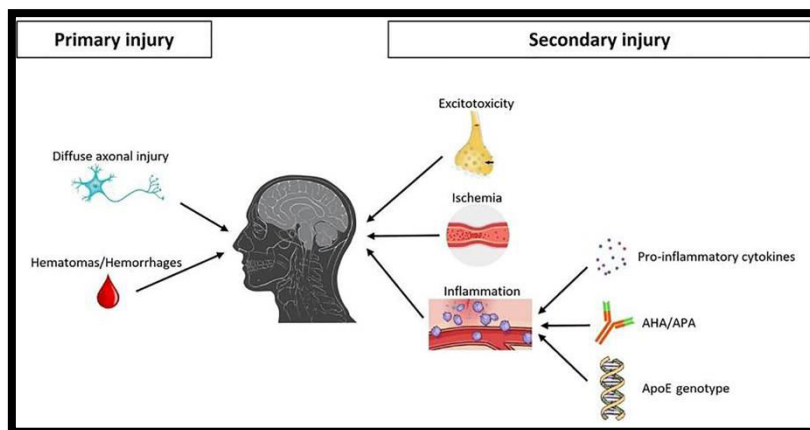 Primary injury
Secondary injury
Excitotoxicity
Diffuse axonal injury
Ischemia
Hematomas/Hemorrhages
Pro-inflammatory cytokines
Inflammation
AHA/APA
ApoE genotype